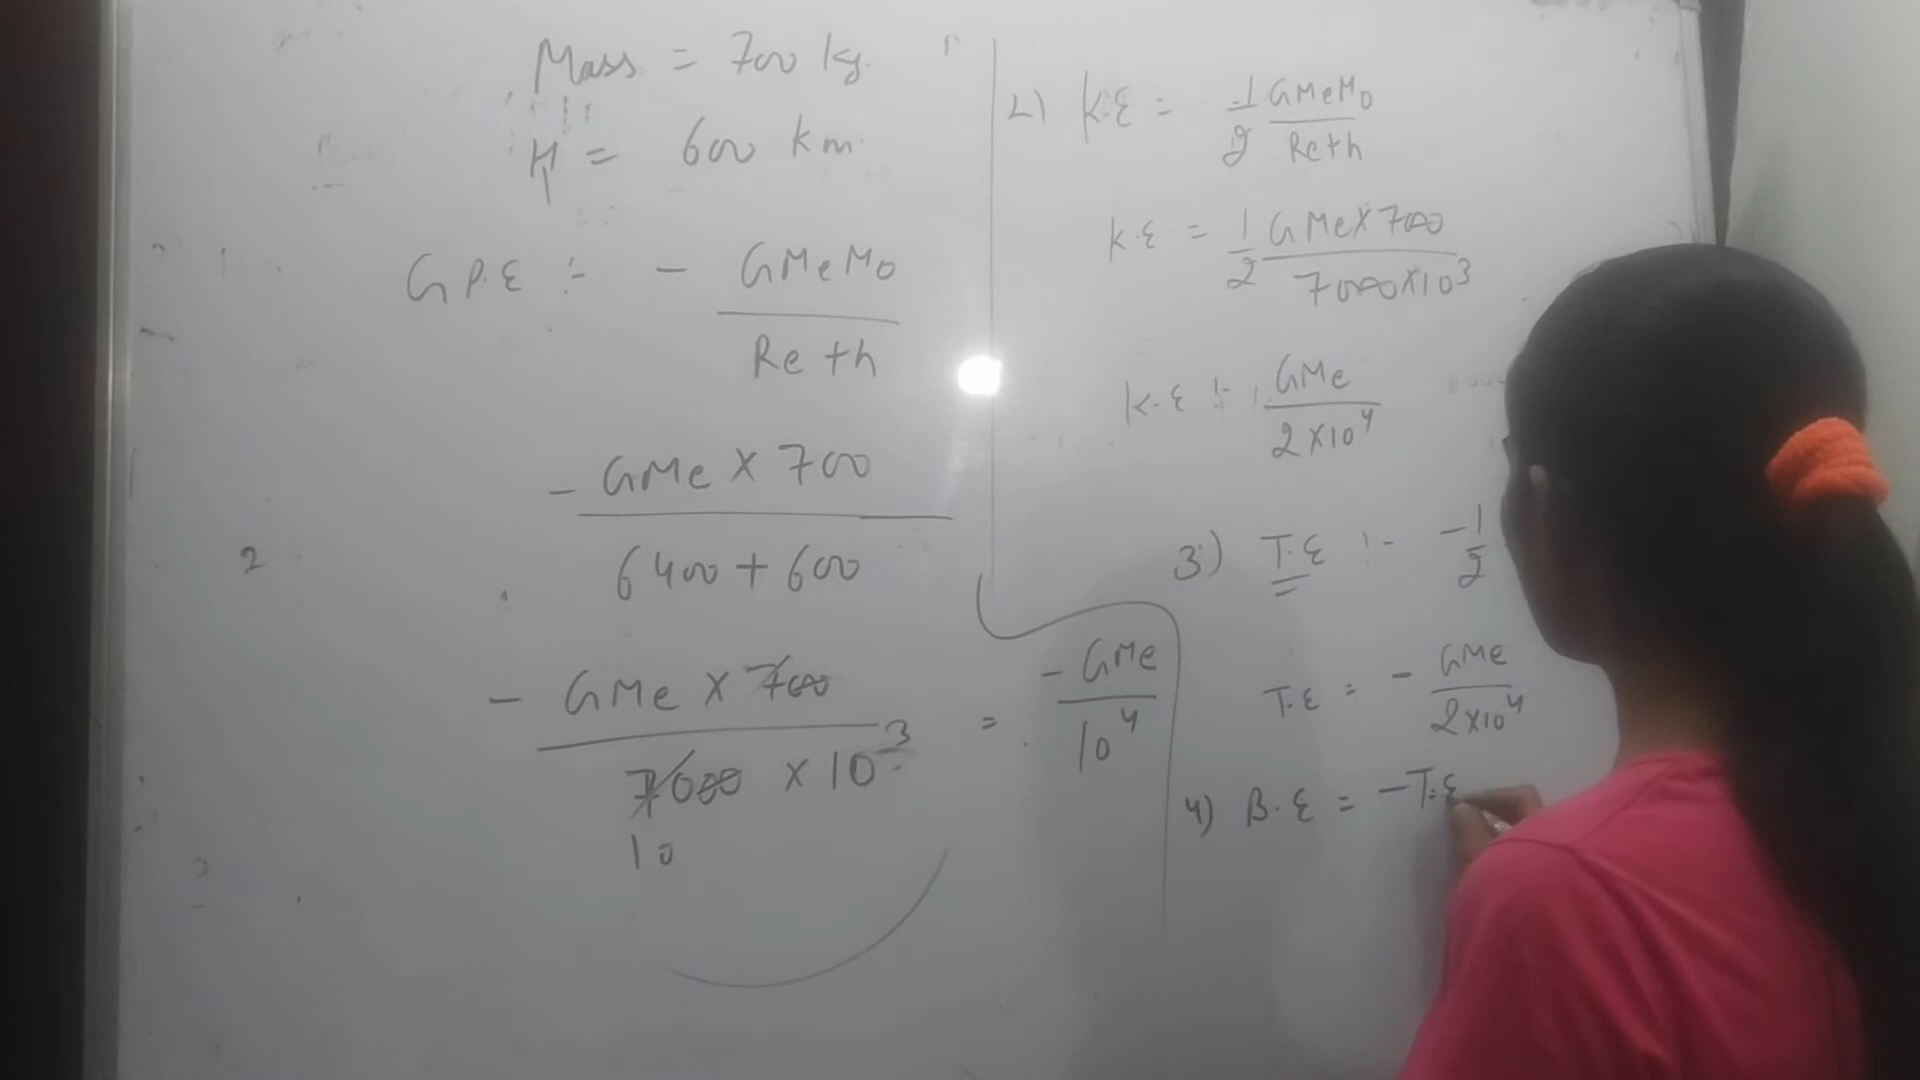 Mass = 700 kg.
H = 600 km.
G P.E :- - GMeMo
Re + h
- GMe × 700
6400 + 600
- GMe × 700
7000 × 10³
10
= - GMe
10⁴
2
2) K.E = 1/2 GMeMo
Re+h
K.E = 1/2 GMe×700
7000×10³
K.E :- GMe
2×10⁴
3) T.E :- -1/2
T.E = - GMe
2×10⁴
4) B.E = -T.E